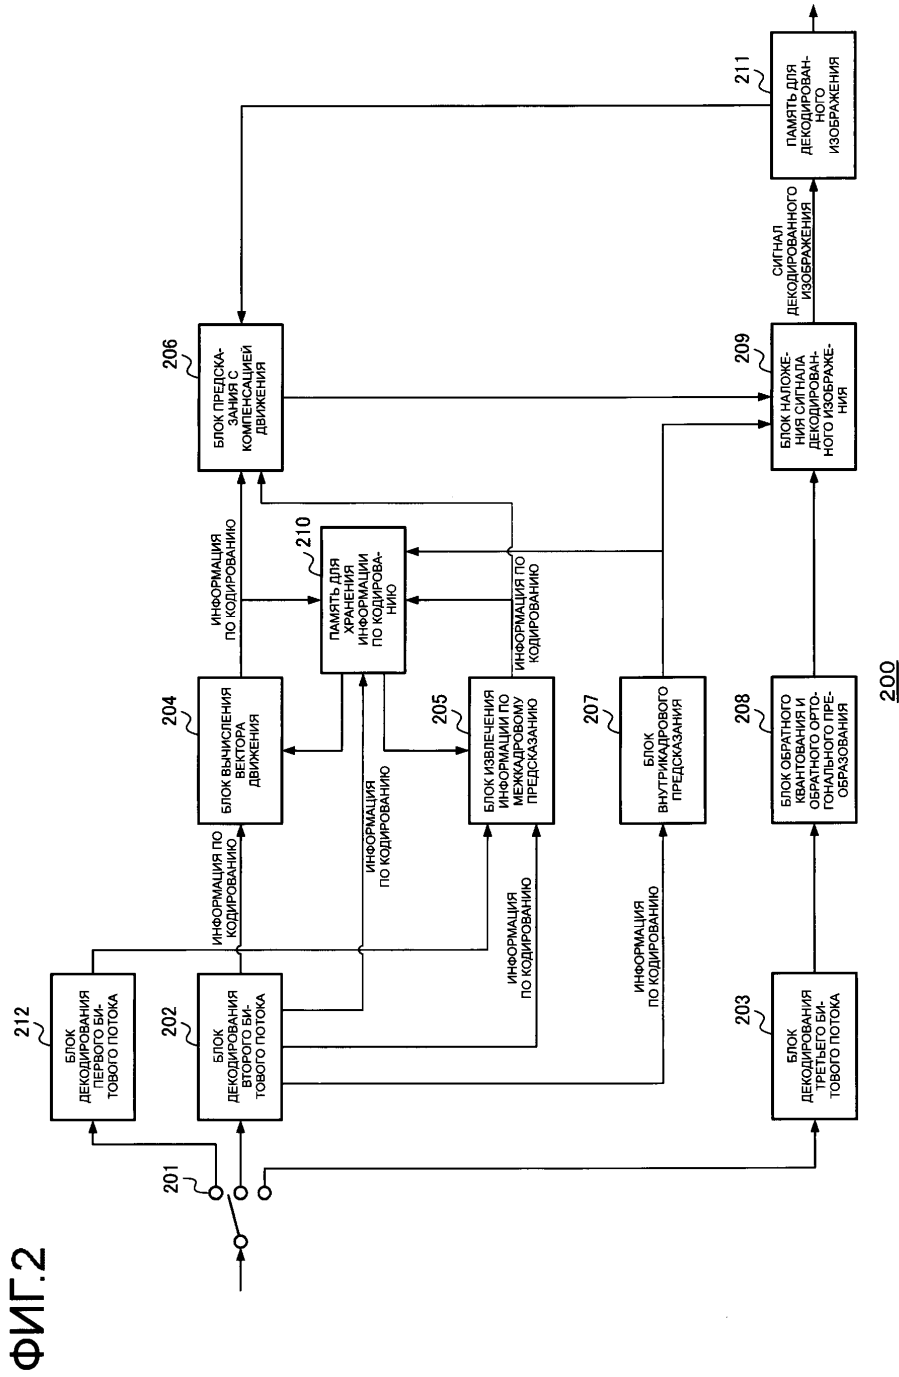 ФИГ.2
201
212
БЛОК
ДЕКОДИРОВАНИЯ
ПЕРВОГО БИ-
ТОВОГО ПОТОКА
202
БЛОК
ДЕКОДИРОВАНИЯ
ВТОРОГО БИ-
ТОВОГО ПОТОКА
203
БЛОК
ДЕКОДИРОВАНИЯ
ТРЕТЬЕГО БИ-
ТОВОГО ПОТОКА
ИНФОРМАЦИЯ ПО
КОДИРОВАНИЮ
ИНФОРМАЦИЯ
ПО КОДИРОВАНИЮ
ИНФОРМАЦИЯ
ПО КОДИРОВАНИЮ
ИНФОРМАЦИЯ
ПО КОДИРОВАНИЮ
204
БЛОК ВЫЧИСЛЕНИЯ
ВЕКТОРА
ДВИЖЕНИЯ
205
БЛОК ИЗВЛЕЧЕНИЯ
ИНФОРМАЦИИ ПО
МЕЖКАДРОВОМУ
ПРЕДСКАЗАНИЮ
207
БЛОК
ВНУТРИКАДРОВОГО
ПРЕДСКАЗАНИЯ
208
БЛОК ОБРАТНОГО
КВАНТОВАНИЯ И
ОБРАТНОГО ОРТО-
ГОНАЛЬНОГО ПРЕ-
ОБРАЗОВАНИЯ
ИНФОРМАЦИЯ
ПО КОДИРОВАНИЮ
210
ПАМЯТЬ ДЛЯ
ХРАНЕНИЯ
ИНФОРМАЦИИ
ПО КОДИРОВА-
НИЮ
ИНФОРМАЦИЯ ПО
КОДИРОВАНИЮ
206
БЛОК ПРЕДСКА-
ЗАНИЯ С
КОМПЕНСАЦИЕЙ
ДВИЖЕНИЯ
209
БЛОК НАЛОЖЕ-
НИЯ СИГНАЛА
ДЕКОДИРОВАН-
НОГО ИЗОБРАЖЕ-
НИЯ
СИГНАЛ
ДЕКОДИРОВАННОГО
ИЗОБРАЖЕНИЯ
211
ПАМЯТЬ ДЛЯ
ДЕКОДИРОВАН-
НОГО
ИЗОБРАЖЕНИЯ
200